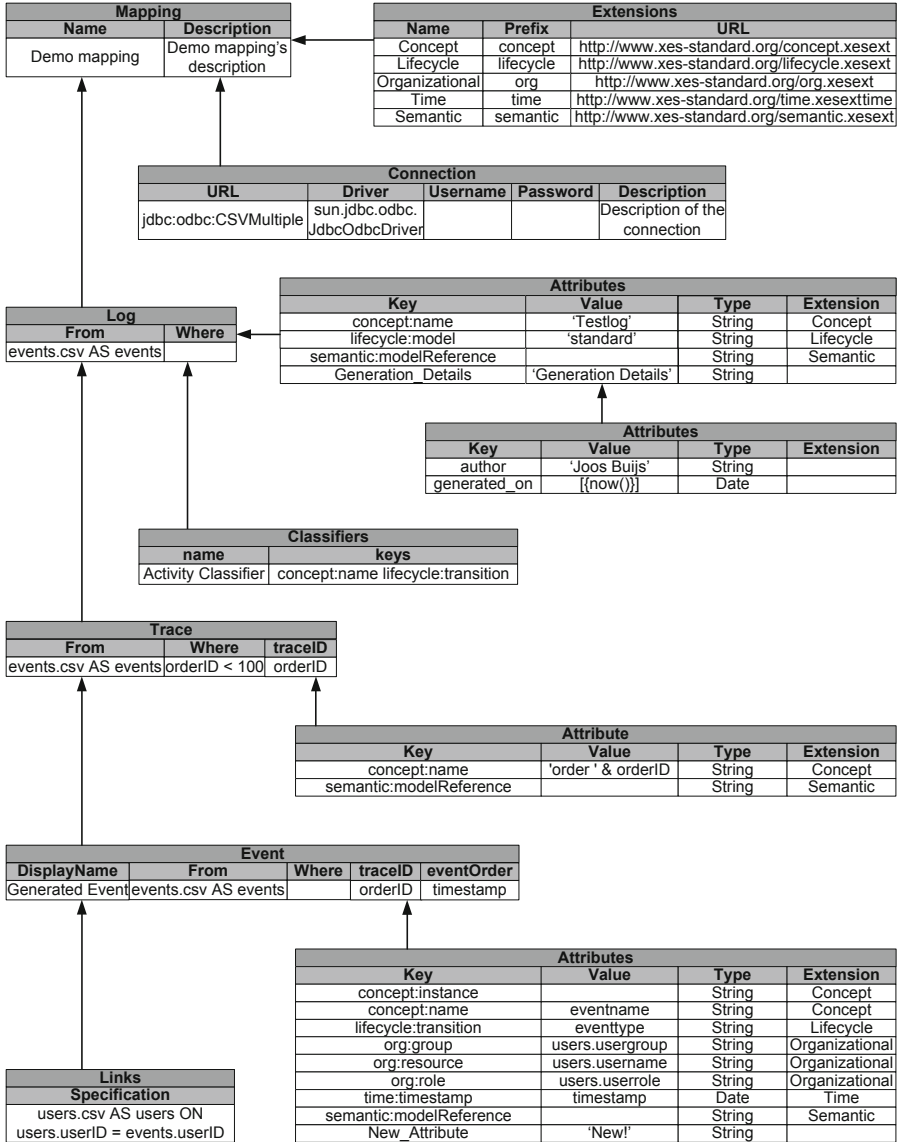 Mapping
Name Description
Demo mapping Demo mapping's description
Extensions
Name Prefix URL
Concept concept http://www.xes-standard.org/concept.xesext
Lifecycle lifecycle http://www.xes-standard.org/lifecycle.xesext
Organizational org http://www.xes-standard.org/org.xesext
Time time http://www.xes-standard.org/time.xesexttime
Semantic semantic http://www.xes-standard.org/semantic.xesext
Connection
URL Driver Username Password Description
jdbc:odbc:CSVMultiple sun.jdbc.odbc. JdbcOdbcDriver Description of the connection
Log
From Where
events.csv AS events
Attributes
Key Value Type Extension
concept:name ‘Testlog’ String Concept
lifecycle:model ‘standard’ String Lifecycle
semantic:modelReference String Semantic
Generation_Details ‘Generation Details’ String
Attributes
Key Value Type Extension
author ‘Joos Buijs’ String
generated_on [{now()}] Date
Classifiers
name keys
Activity Classifier concept:name lifecycle:transition
Trace
From Where traceID
events.csv AS events orderID < 100 orderID
Attribute
Key Value Type Extension
concept:name 'order ' & orderID String Concept
semantic:modelReference String Semantic
Event
DisplayName From Where traceID eventOrder
Generated Event events.csv AS events orderID timestamp
Attributes
Key Value Type Extension
concept:instance String Concept
concept:name eventname String Concept
lifecycle:transition eventtype String Lifecycle
org:group users.usergroup String Organizational
org:resource users.username String Organizational
org:role users.userrole String Organizational
time:timestamp timestamp Date Time
semantic:modelReference String Semantic
New_Attribute ‘New!’ String
Links
Specification
users.csv AS users ON
users.userID = events.userID